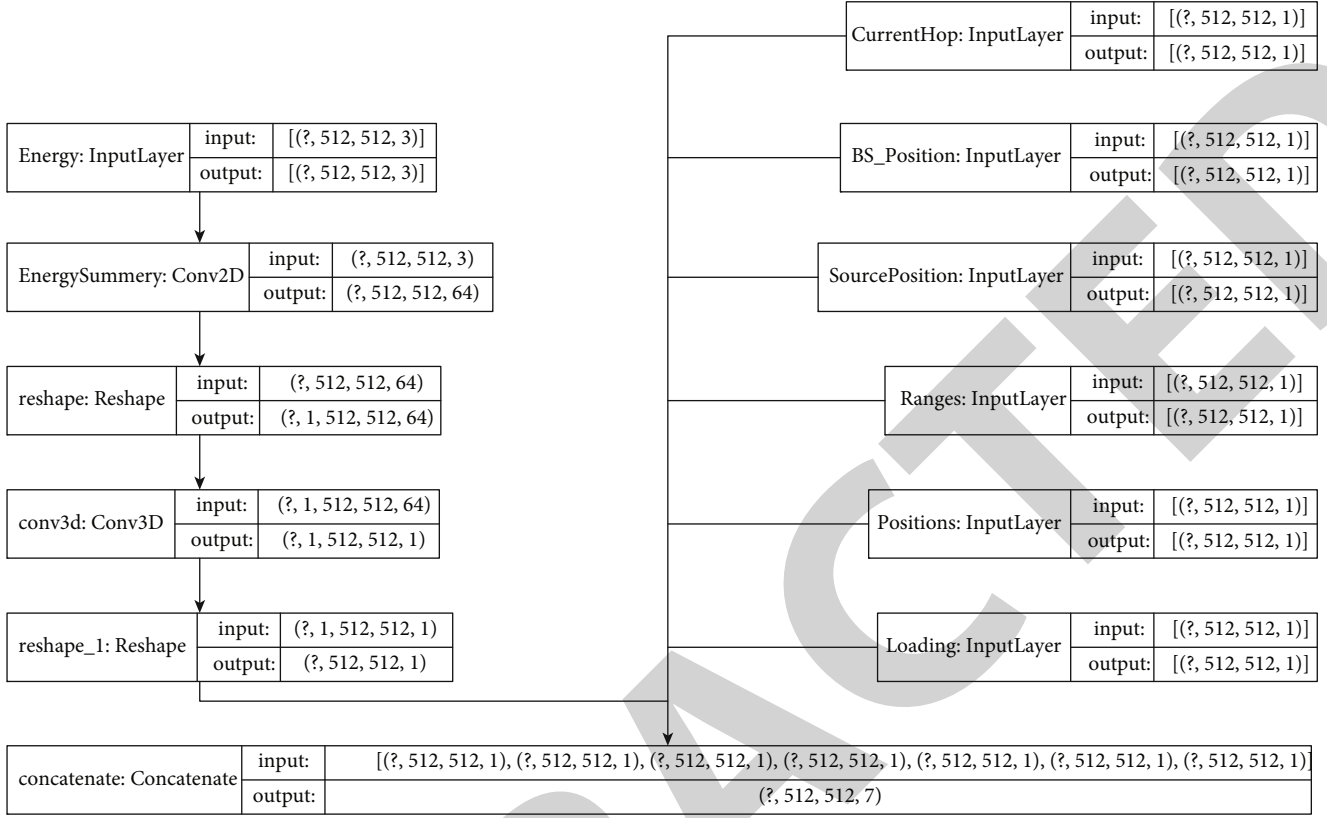 CurrentHop: InputLayer
input: [(?, 512, 512, 1)]
output: [(?, 512, 512, 1)]
Energy: InputLayer
input: [(?, 512, 512, 3)]
output: [(?, 512, 512, 3)]
BS_Position: InputLayer
input: [(?, 512, 512, 1)]
output: [(?, 512, 512, 1)]
EnergySummery: Conv2D
input: (?, 512, 512, 3)
output: (?, 512, 512, 64)
SourcePosition: InputLayer
input: [(?, 512, 512, 1)]
output: [(?, 512, 512, 1)]
reshape: Reshape
input: (?, 512, 512, 64)
output: (?, 1, 512, 512, 64)
Ranges: InputLayer
input: [(?, 512, 512, 1)]
output: [(?, 512, 512, 1)]
conv3d: Conv3D
input: (?, 1, 512, 512, 64)
output: (?, 1, 512, 512, 1)
Positions: InputLayer
input: [(?, 512, 512, 1)]
output: [(?, 512, 512, 1)]
reshape_1: Reshape
input: (?, 1, 512, 512, 1)
output: (?, 512, 512, 1)
Loading: InputLayer
input: [(?, 512, 512, 1)]
output: [(?, 512, 512, 1)]
concatenate: Concatenate
input: [(?, 512, 512, 1), (?, 512, 512, 1), (?, 512, 512, 1), (?, 512, 512, 1), (?, 512, 512, 1), (?, 512, 512, 1), (?, 512, 512, 1)]
output: (?, 512, 512, 7)